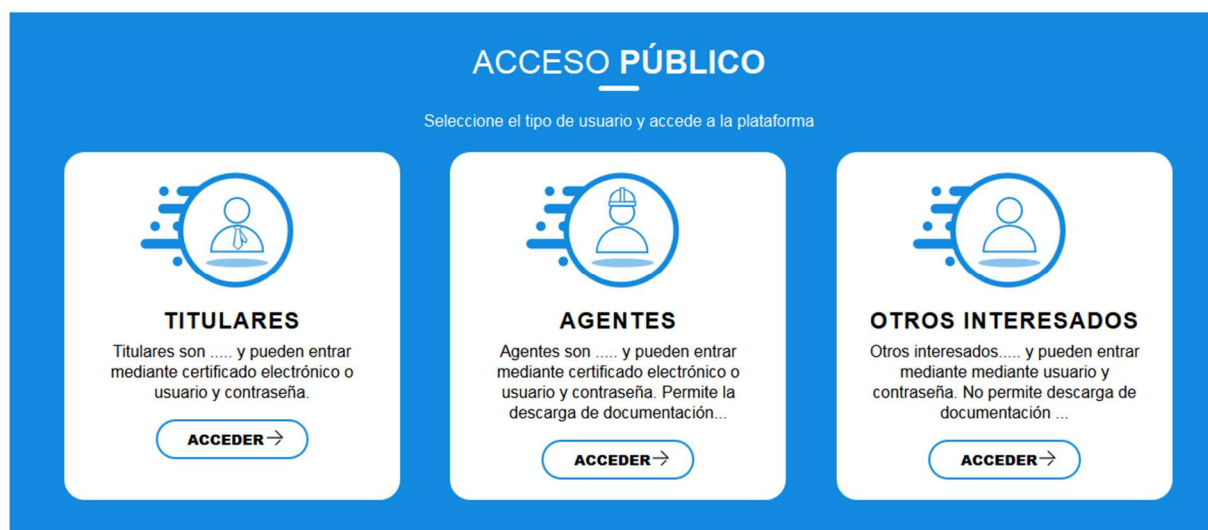 ACCESO PÚBLICO
Seleccione el tipo de usuario y accede a la plataforma
TITULARES
Titulares son ..... y pueden entrar
mediante certificado electrónico o
usuario y contraseña.
ACCEDER
AGENTES
Agentes son ..... y pueden entrar
mediante certificado electrónico o
usuario y contraseña. Permite la
descarga de documentación...
ACCEDER
OTROS INTERESADOS
Otros interesados..... y pueden entrar
mediante mediante usuario y
contraseña. No permite descarga de
documentación ...
ACCEDER